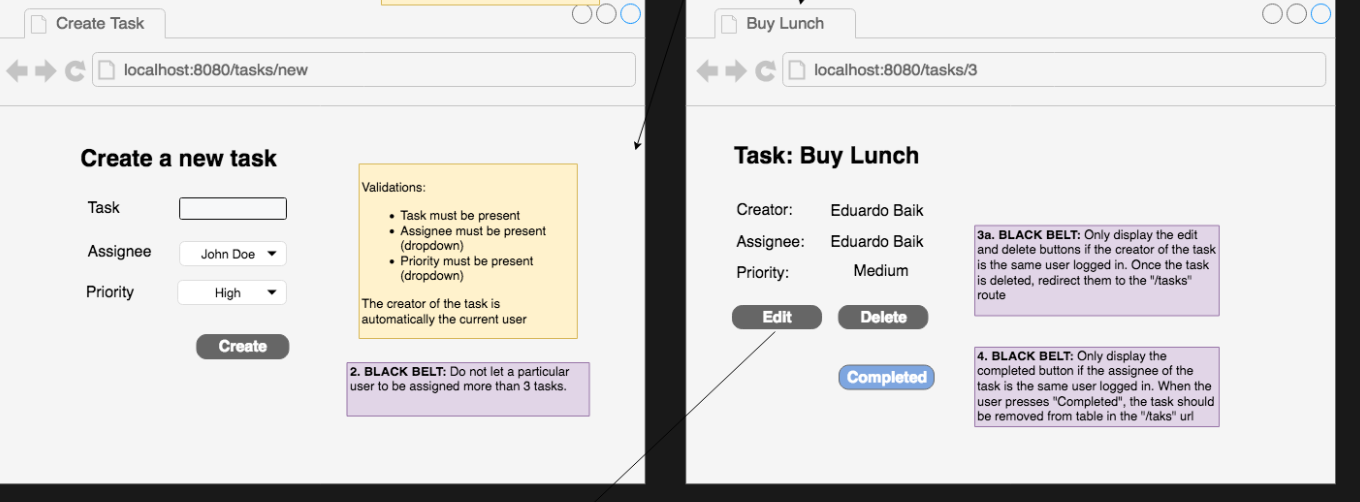 Create Task
localhost:8080/tasks/new
Create a new task
Task
Assignee
John Doe
Priority
High
Create
Validations:
• Task must be present
• Assignee must be present
(dropdown)
• Priority must be present
(dropdown)
The creator of the task is
automatically the current user
2. BLACK BELT: Do not let a particular
user to be assigned more than 3 tasks.
Buy Lunch
localhost:8080/tasks/3
Task: Buy Lunch
Creator: Eduardo Baik
Assignee: Eduardo Baik
Priority: Medium
Edit
Delete
Completed
3a. BLACK BELT: Only display the edit
and delete buttons if the creator of the task
is the same user logged in. Once the task
is deleted, redirect them to the "/tasks"
route
4. BLACK BELT: Only display the
completed button if the assignee of the
task is the same user logged in. When the
user presses "Completed", the task should
be removed from table in the "/taks" url